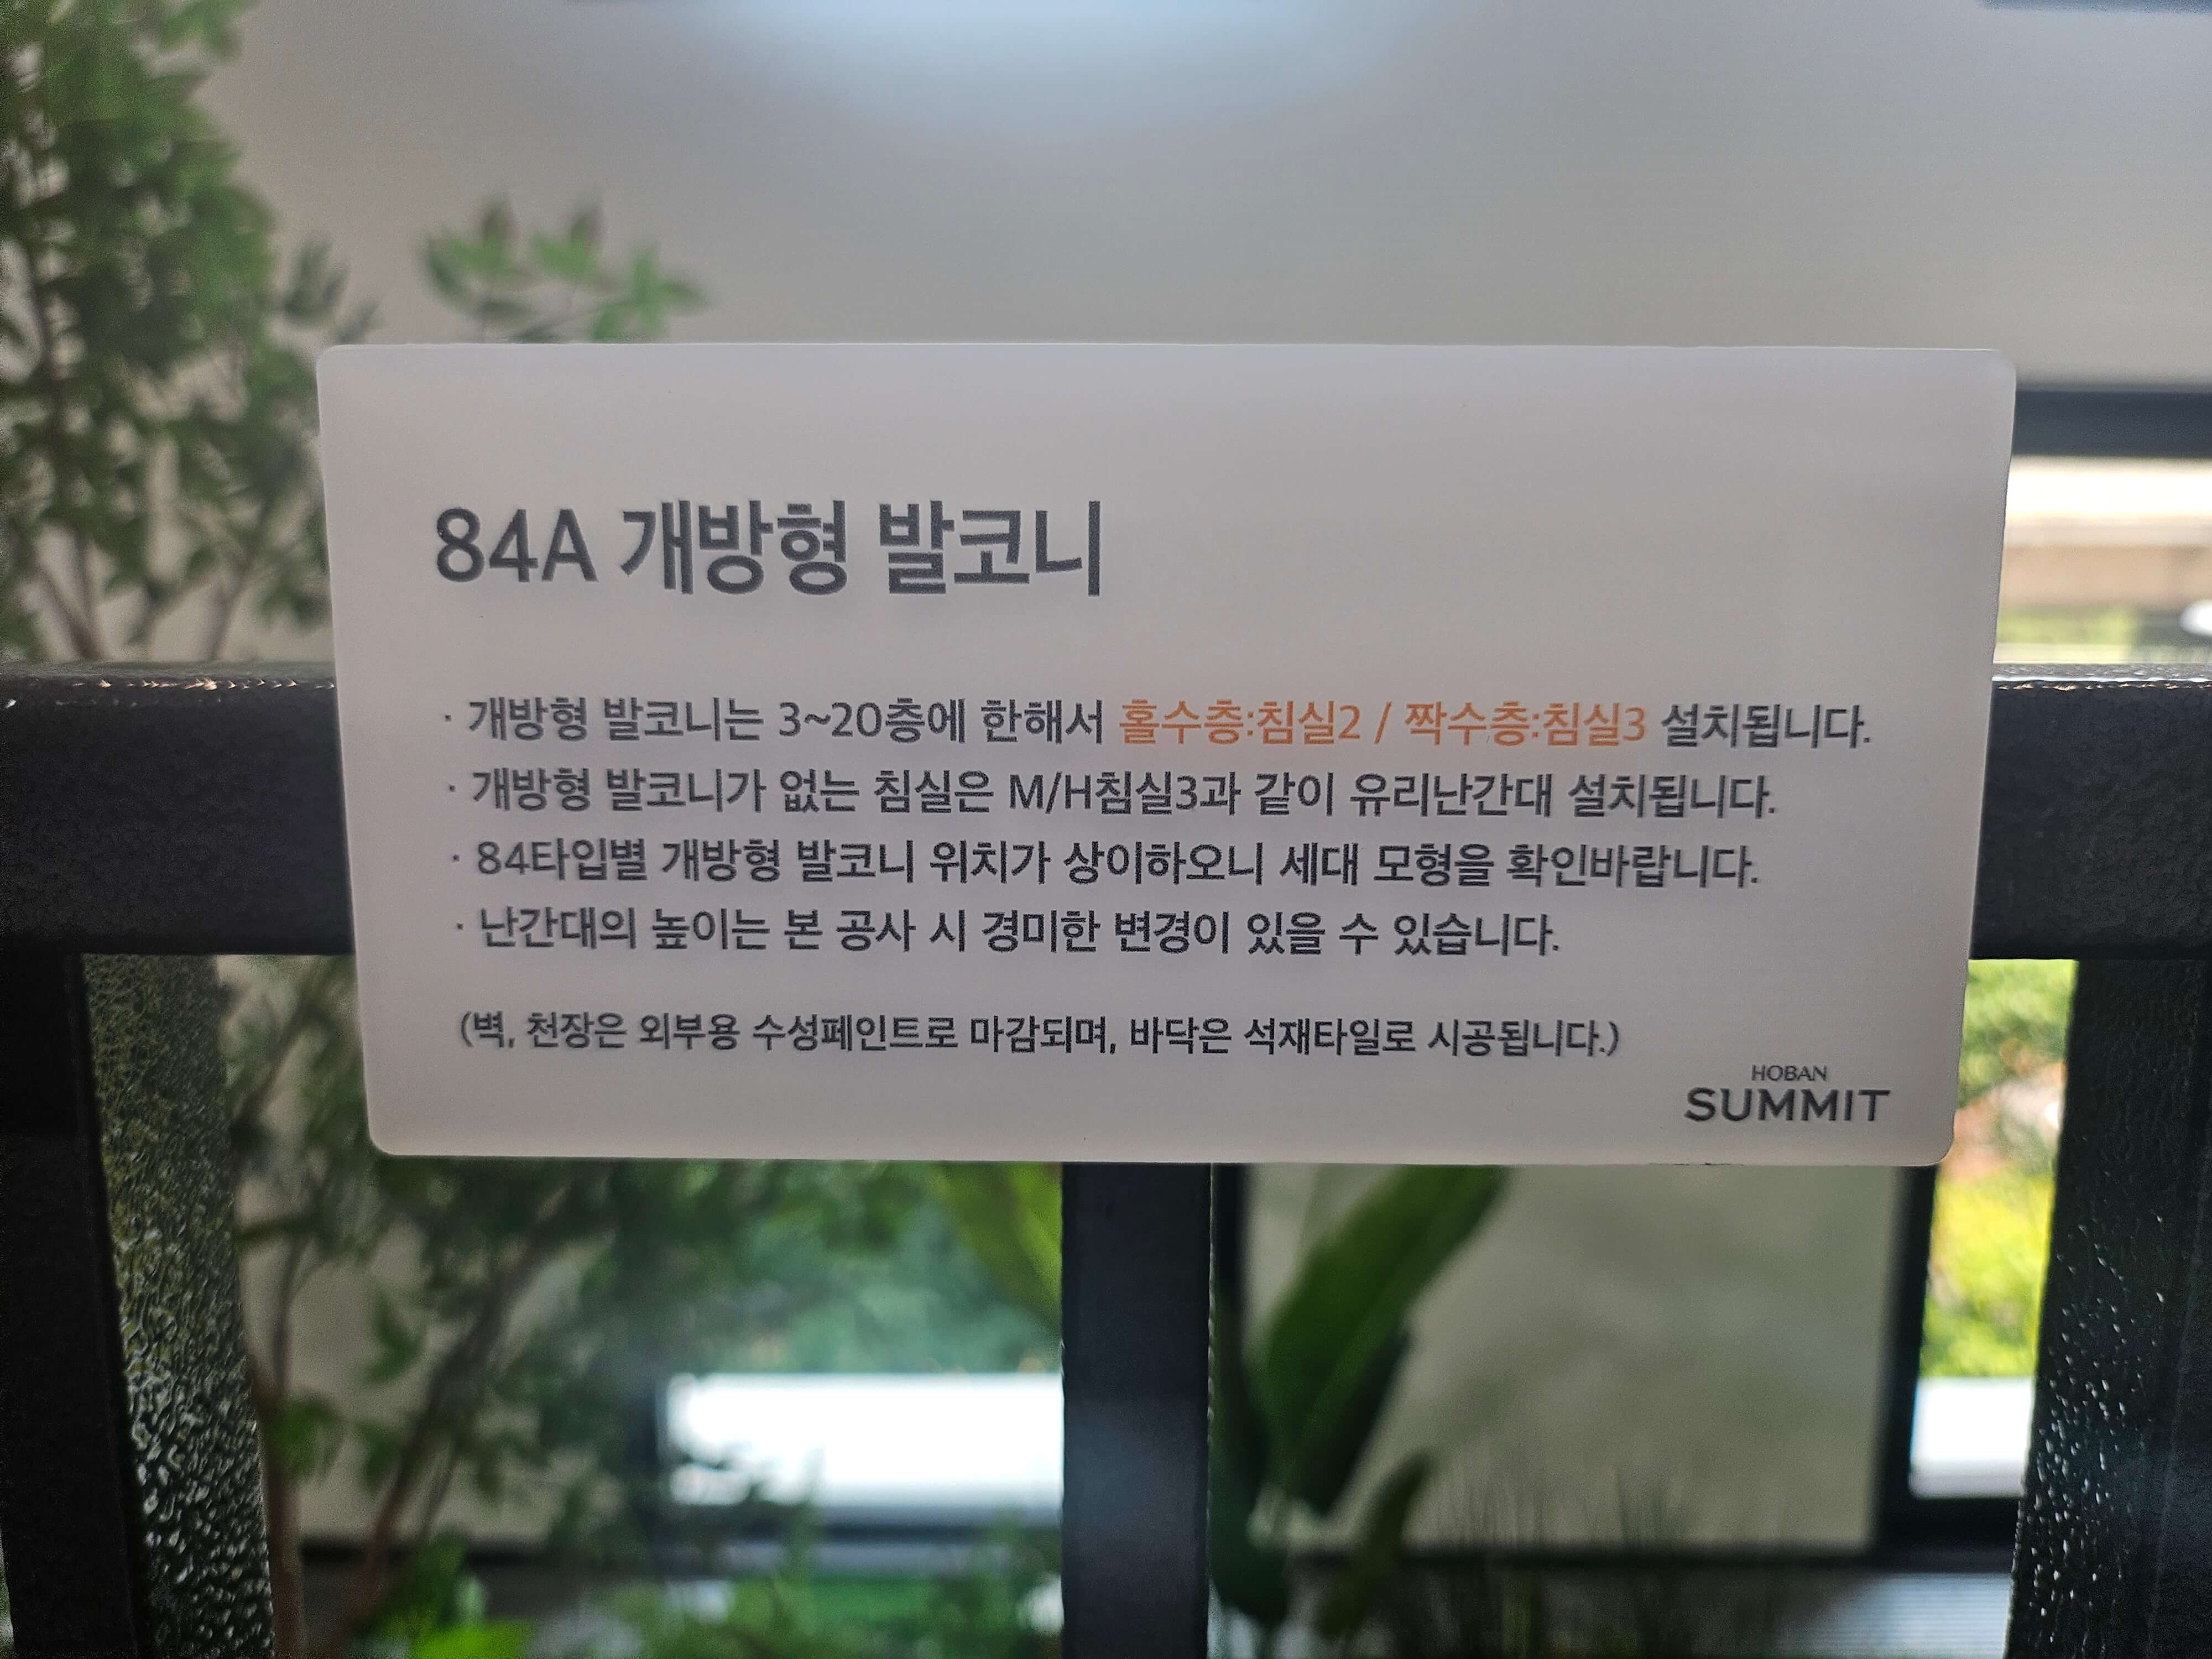 84A 개방형 발코니
· 개방형 발코니는 3~20층에 한해서 홀수층:침실2 / 짝수층:침실3 설치됩니다.
· 개방형 발코니가 없는 침실은 M/H침실3과 같이 유리난간대 설치됩니다.
· 84타입별 개방형 발코니 위치가 상이하오니 세대 모형을 확인바랍니다.
· 난간대의 높이는 본 공사 시 경미한 변경이 있을 수 있습니다.
(벽, 천장은 외부용 수성페인트로 마감되며, 바닥은 석재타일로 시공됩니다.)
HOBAN
SUMMIT